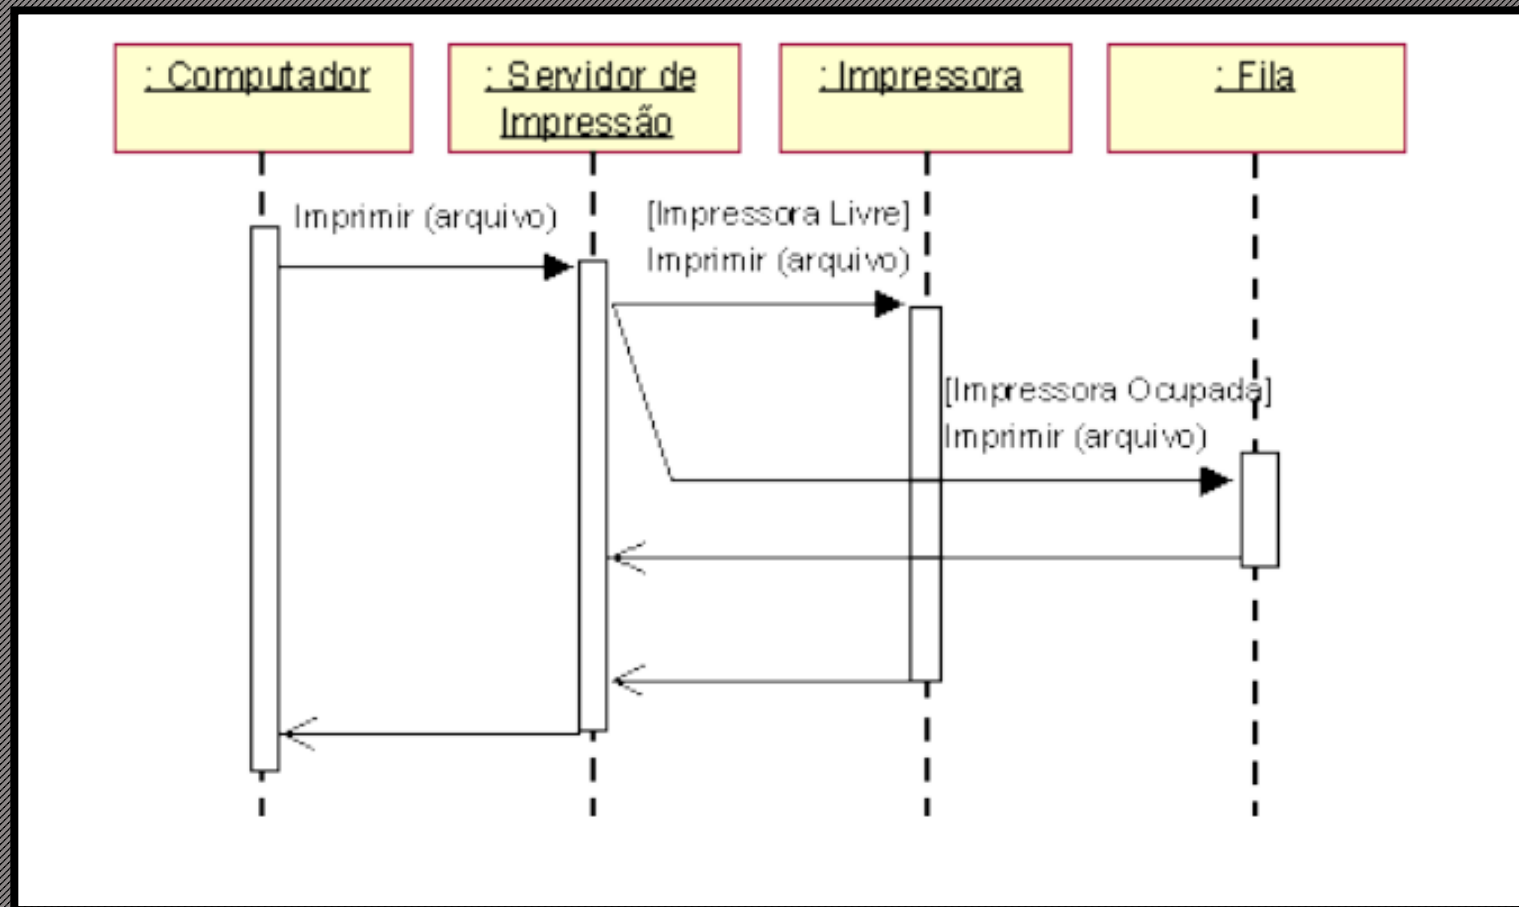 : Computador
: Servidor de
Impressão
: Impressora
: Fila
Imprimir (arquivo)
[Impressora Livre]
Imprimir (arquivo)
[Impressora Ocupada]
Imprimir (arquivo)